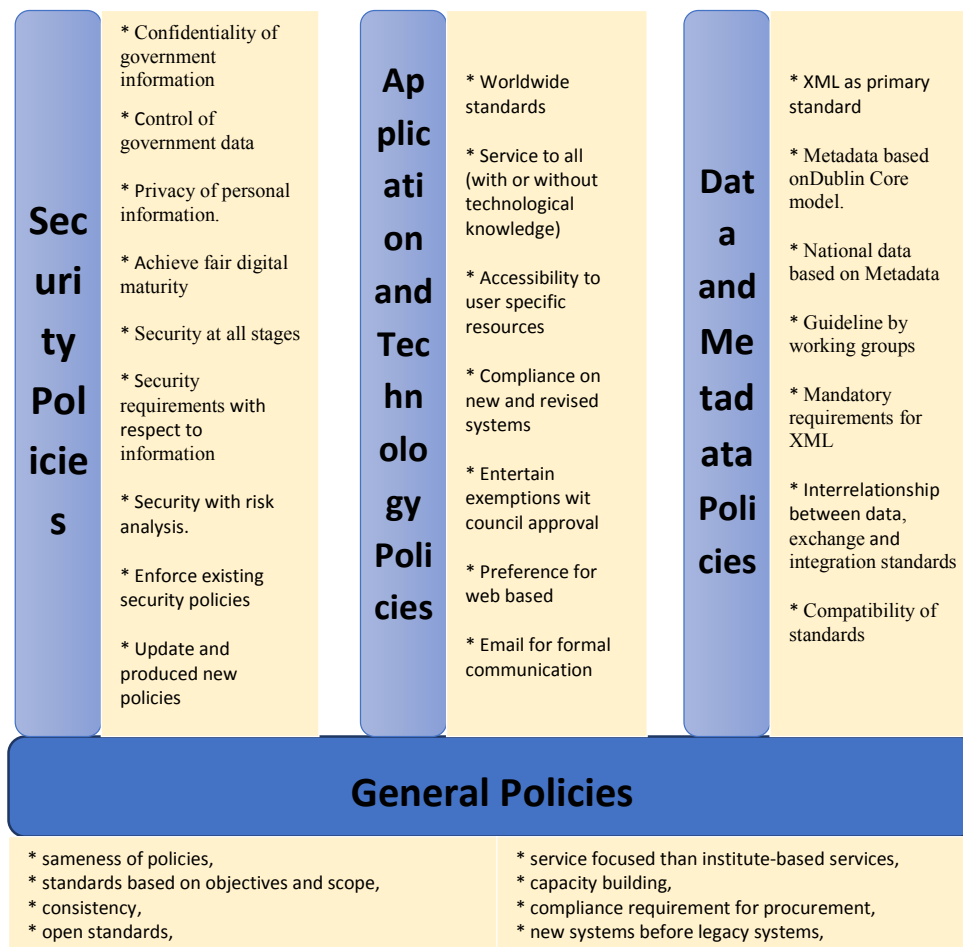 Sec
uri
ty
Pol
icie
s
* Confidentiality of
government
information
* Control of
government data
* Privacy of personal
information.
* Achieve fair digital
maturity
* Security at all stages
* Security
requirements with
respect to
information
* Security with risk
analysis.
* Enforce existing
security policies
* Update and
produced new
policies
Ap
plic
ati
on
and
Tec
hn
olo
gy
Poli
cies
* Worldwide
standards
* Service to all
(with or without
technological
knowledge)
* Accessibility to
user specific
resources
* Compliance on
new and revised
systems
* Entertain
exemptions wit
council approval
* Preference for
web based
* Email for formal
communication
Dat
a
and
Me
tad
ata
Poli
cies
* XML as primary
standard
* Metadata based
onDublin Core
model.
* National data
based on Metadata
* Guideline by
working groups
* Mandatory
requirements for
XML
* Interrelationship
between data,
exchange and
integration standards
* Compatibility of
standards
General Policies
* sameness of policies,
* standards based on objectives and scope,
* consistency,
* open standards,
* service focused than institute-based services,
* capacity building,
* compliance requirement for procurement,
* new systems before legacy systems,